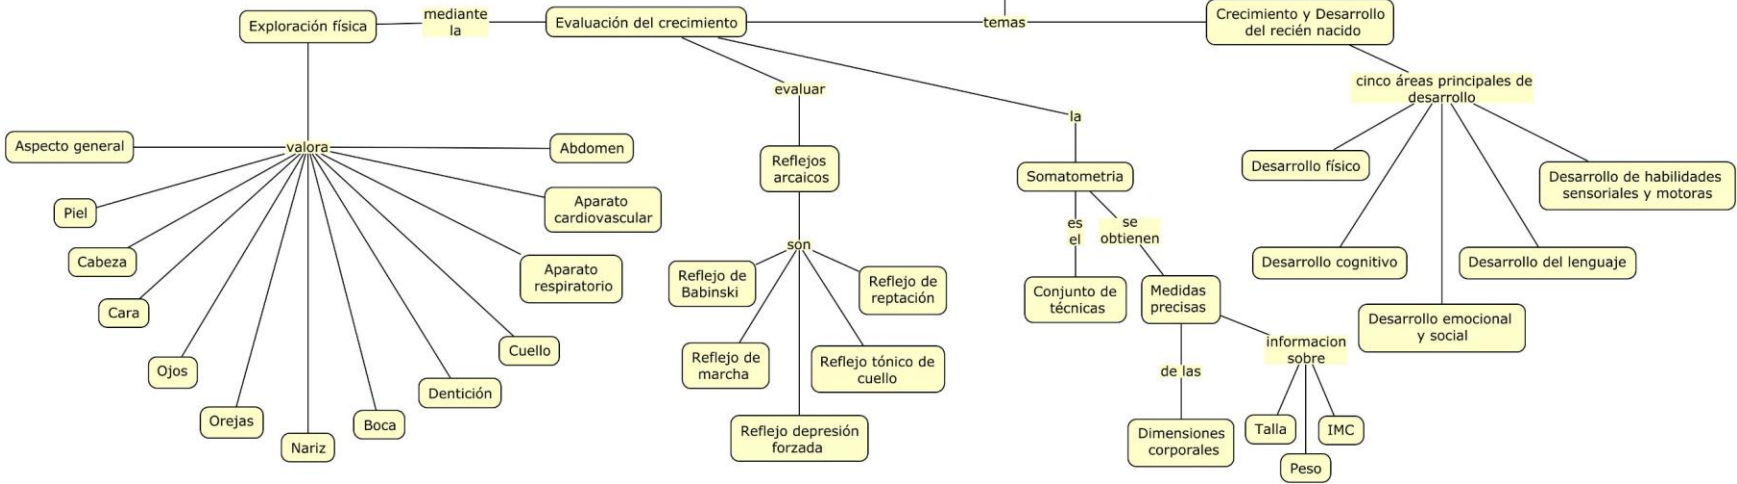 Exploración física
mediante
la
Evaluación del crecimiento
temas
Crecimiento y Desarrollo
del recién nacido
valora
Aspecto general
Piel
Cabeza
Cara
Ojos
Orejas
Nariz
Boca
Dentición
Cuello
Aparato
respiratorio
Aparato
cardiovascular
Abdomen
evaluar
Reflejos
arcaicos
son
Reflejo de
Babinski
Reflejo de
marcha
Reflejo depresión
forzada
Reflejo tónico de
cuello
Reflejo de
reptación
la
Somatometria
es
el
Conjunto de
técnicas
se
obtienen
Medidas
precisas
de las
Dimensiones
corporales
informacion
sobre
Talla
Peso
IMC
cinco áreas principales de
desarrollo
Desarrollo físico
Desarrollo cognitivo
Desarrollo emocional
y social
Desarrollo del lenguaje
Desarrollo de habilidades
sensoriales y motoras